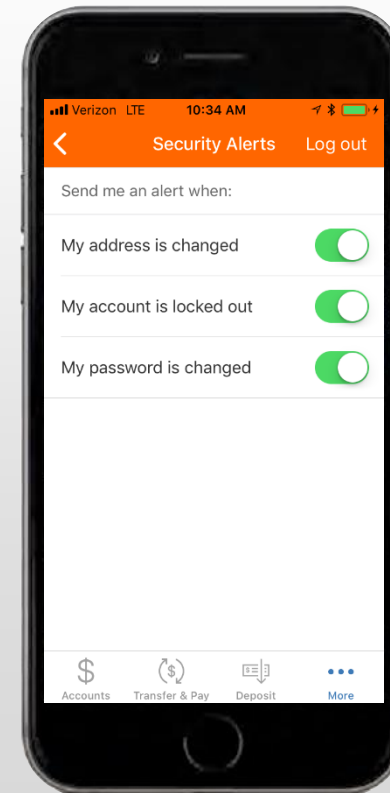 Verizon LTE 10:34 AM
Security Alerts Log out
Send me an alert when:
My address is changed
My account is locked out
My password is changed
Accounts Transfer & Pay Deposit More